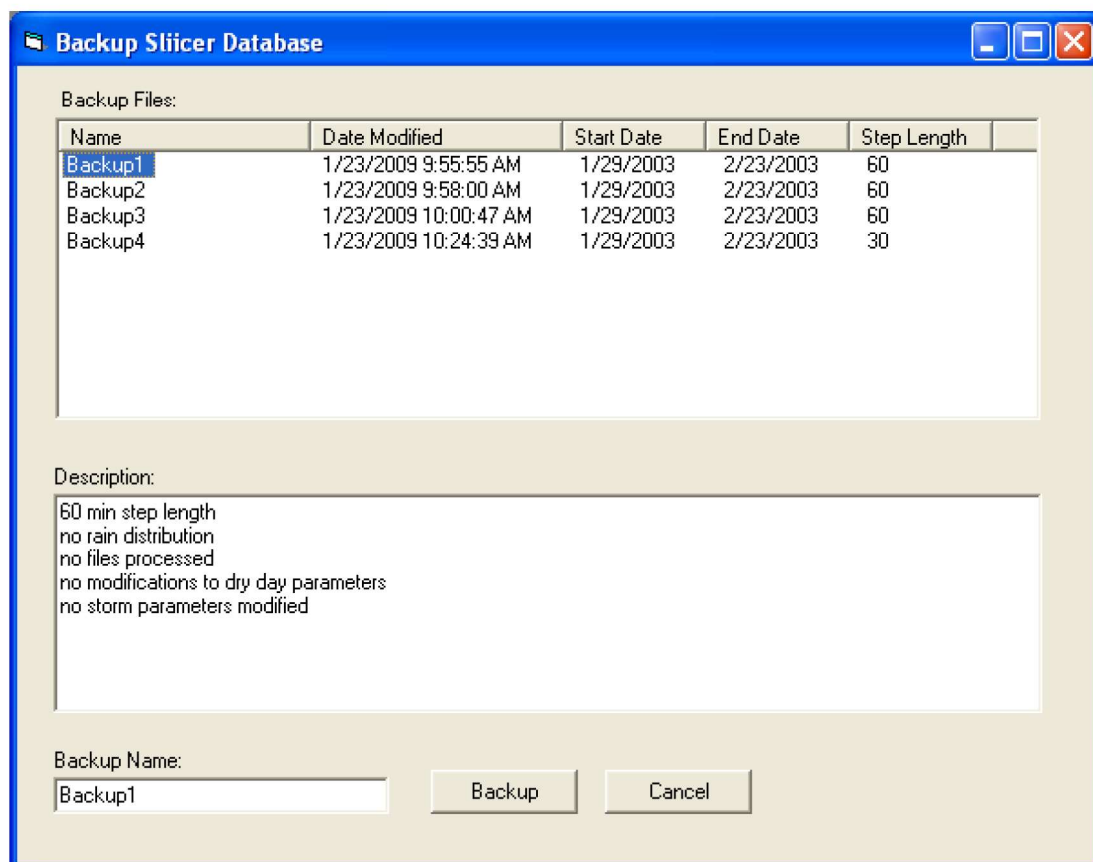 Backup Sliicer Database
Backup Files:
Name Date Modified Start Date End Date Step Length
Backup1 1/23/2009 9:55:55 AM 1/29/2003 2/23/2003 60
Backup2 1/23/2009 9:58:00 AM 1/29/2003 2/23/2003 60
Backup3 1/23/2009 10:00:47 AM 1/29/2003 2/23/2003 60
Backup4 1/23/2009 10:24:39 AM 1/29/2003 2/23/2003 30
Description:
60 min step length
no rain distribution
no files processed
no modifications to dry day parameters
no storm parameters modified
Backup Name:
Backup1 Backup Cancel